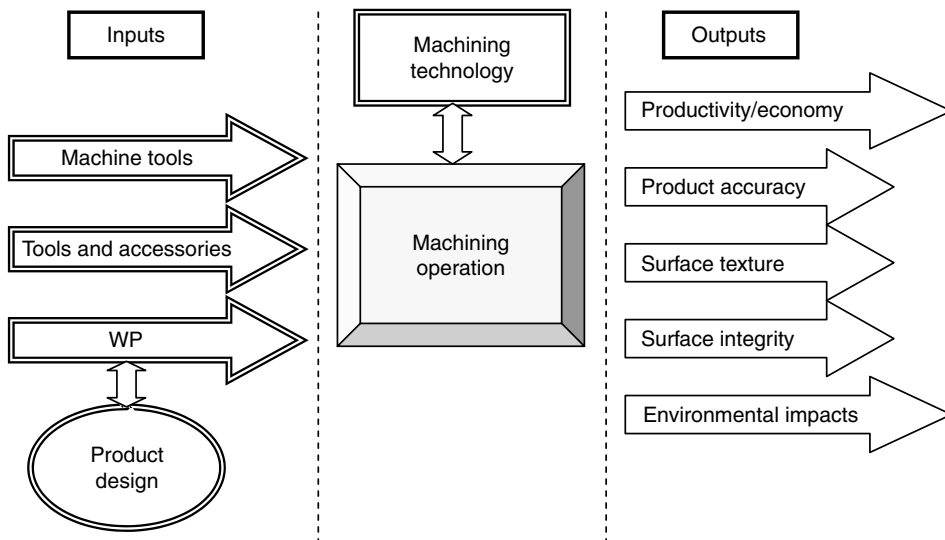 Inputs
Machine tools
Tools and accessories
WP
Product
design
Machining
technology
Machining
operation
Outputs
Productivity/economy
Product accuracy
Surface texture
Surface integrity
Environmental impacts